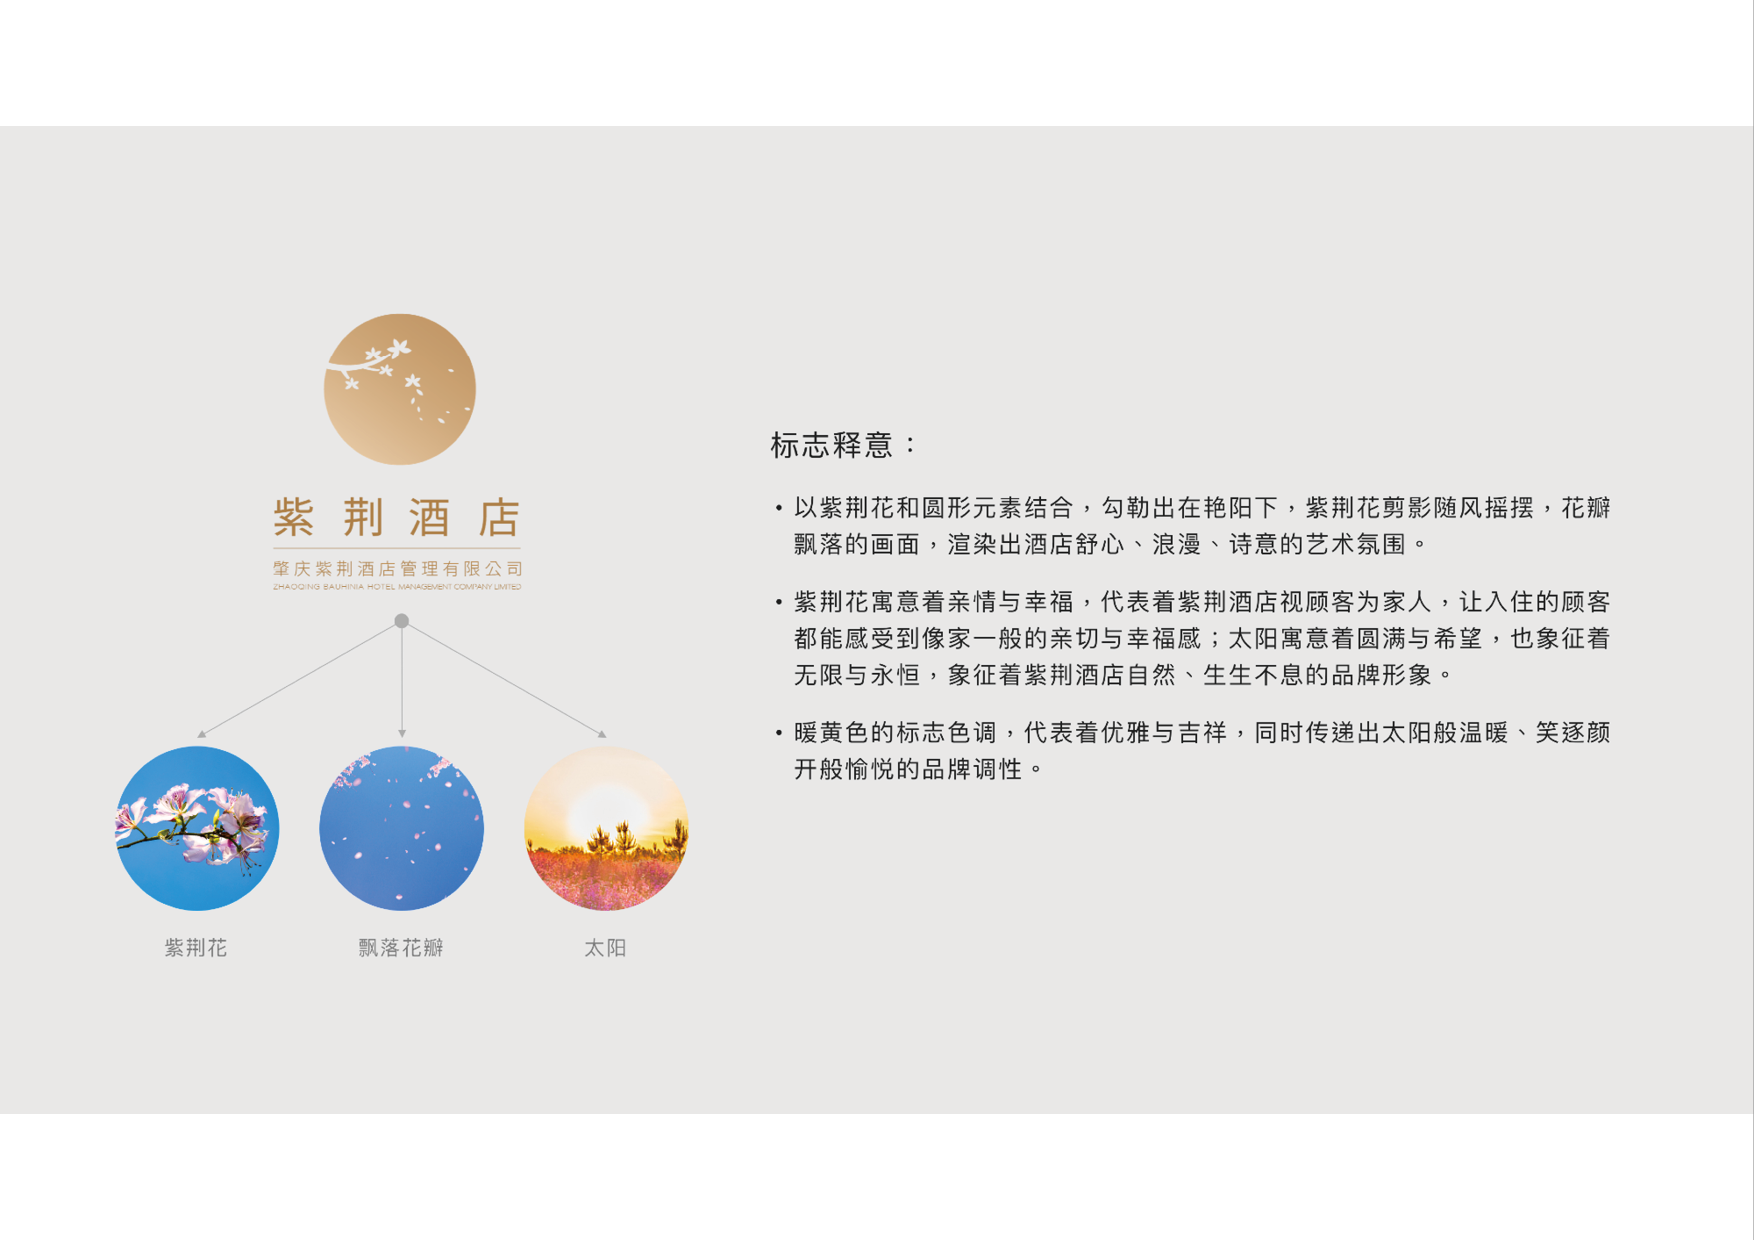 紫荆酒店
肇庆紫荆酒店管理有限公司
ZHAOQING BAUHINIA HOTEL MANAGEMENT COMPANY LIMITED
紫荆花
飘落花瓣
太阳
标志释意：
・以紫荆花和圆形元素结合，勾勒出在艳阳下，紫荆花剪影随风摇摆，花瓣
飘落的画面，渲染出酒店舒心、浪漫、诗意的艺术氛围。
・紫荆花寓意着亲情与幸福，代表着紫荆酒店视顾客为家人，让入住的顾客
都能感受到像家一般的亲切与幸福感；太阳寓意着圆满与希望，也象征着
无限与永恒，象征着紫荆酒店自然、生生不息的品牌形象。
・暖黄色的标志色调，代表着优雅与吉祥，同时传递出太阳般温暖、笑逐颜
开般愉悦的品牌调性。